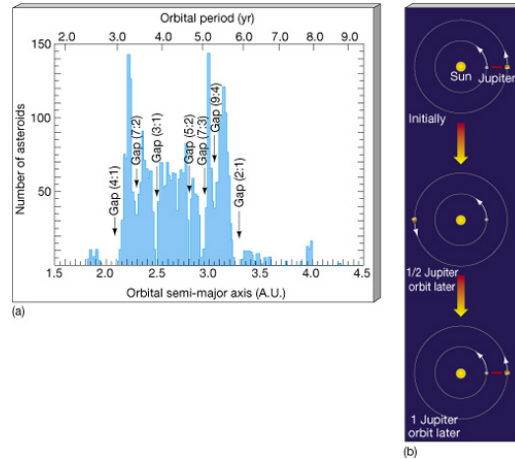 Orbital period (yr)
2.0 3.0 4.0 5.0 6.0 7.0 8.0 9.0
150
100
50
Number of asteroids
Gap (4:1)
Gap (7:2)
Gap (3:1)
Gap (5:2)
Gap (7:3)
Gap (9:4)
Gap (2:1)
1.5 2.0 2.5 3.0 3.5 4.0 4.5
Orbital semi-major axis (A.U.)
(a)
Sun
Jupiter
Initially
1/2 Jupiter
orbit later
1 Jupiter
orbit later
(b)